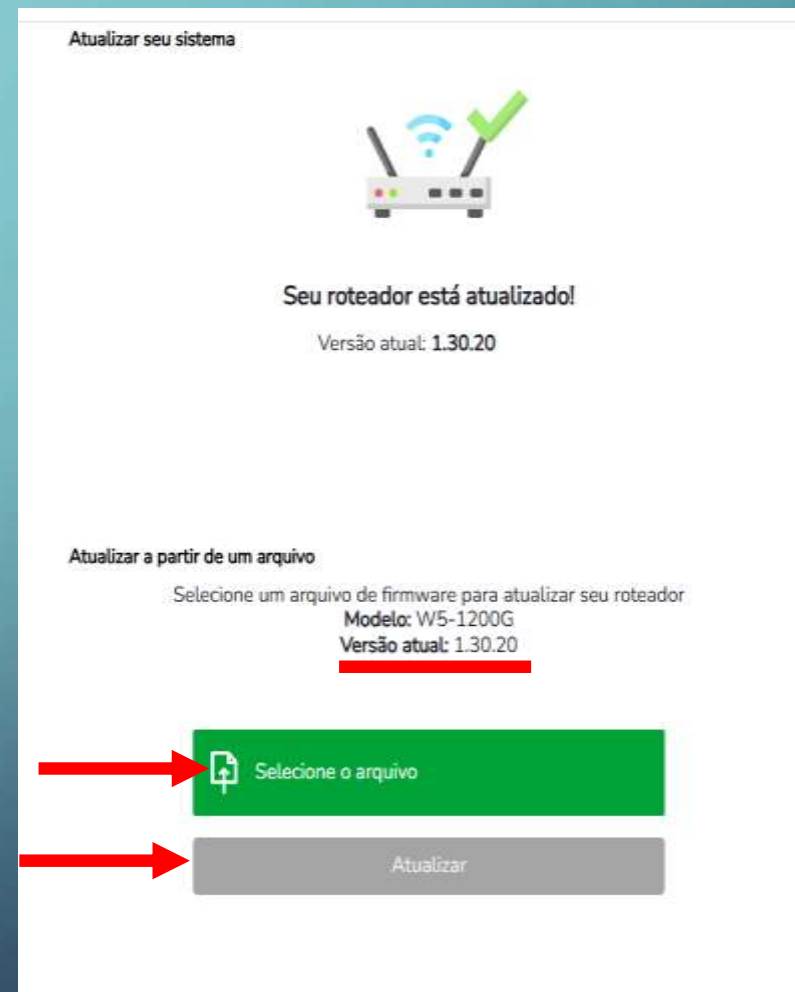 Atualizar seu sistema
Seu roteador está atualizado!
Versão atual: 1.30.20
Atualizar a partir de um arquivo
Selecione um arquivo de firmware para atualizar seu roteador
Modelo: W5-1200G
Versão atual: 1.30.20
Selecione o arquivo
Atualizar